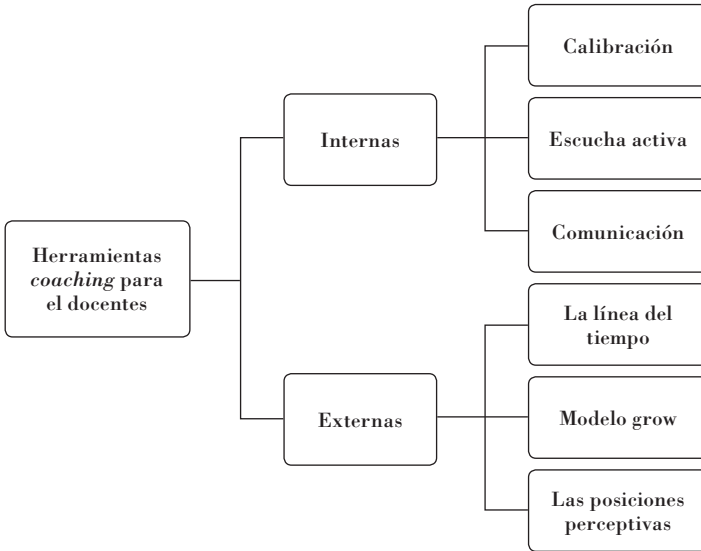 Herramientas
coaching para
el docentes
Internas
Calibración
Escucha activa
Comunicación
Externas
La línea del
tiempo
Modelo grow
Las posiciones
perceptivas